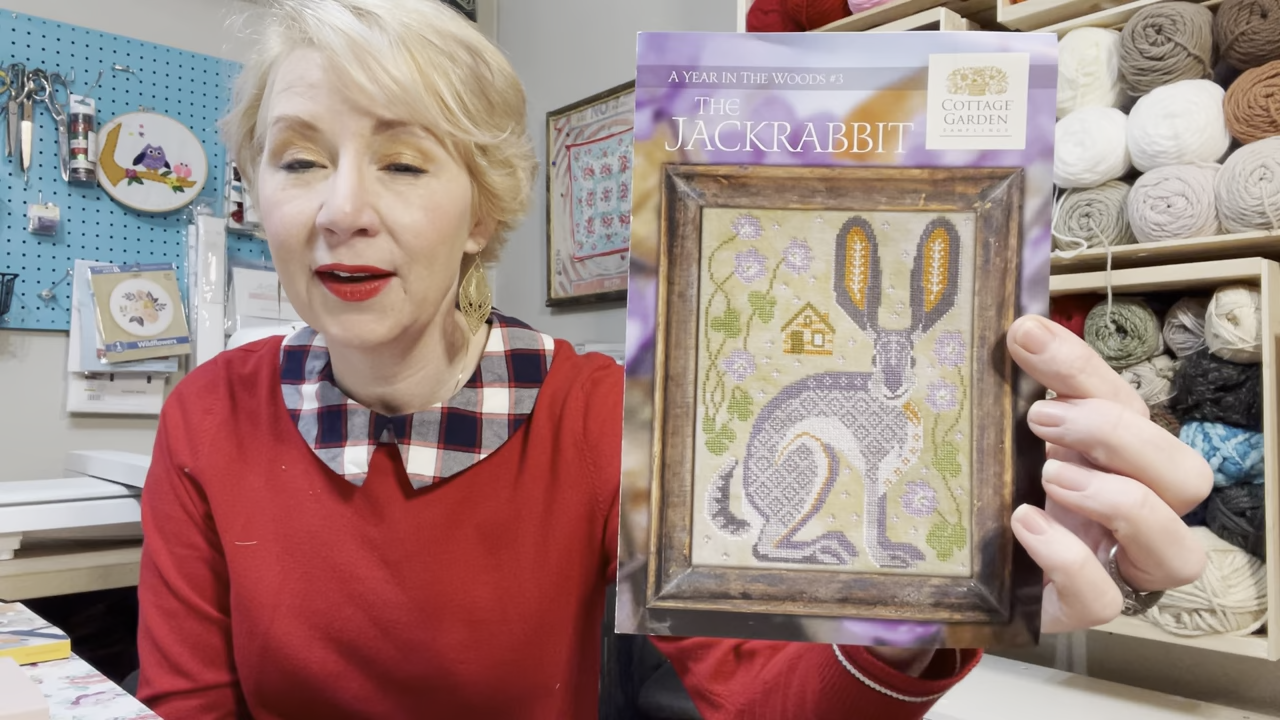 A YEAR IN THE WOODS #3
THE
JACKRABBIT
COTTAGE
GARDEN
SAMPLINGS
Wildflowers